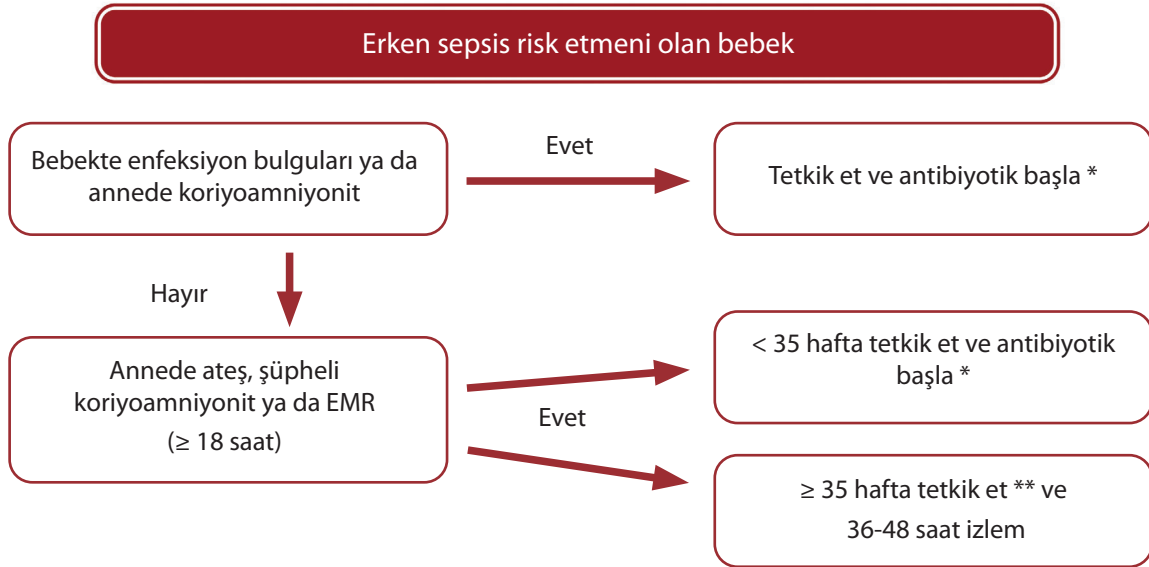 Erken sepsis risk etmeni olan bebek
Bebekte enfeksiyon bulguları ya da
annede koriyoamniyonit
Evet
Tetkik et ve antibiyotik başla *
Hayır
Annede ateş, şüpheli
koriyoamniyonit ya da EMR
(≥ 18 saat)
Evet
< 35 hafta tetkik et ve antibiyotik
başla *
≥ 35 hafta tetkik et ** ve
36-48 saat izlem